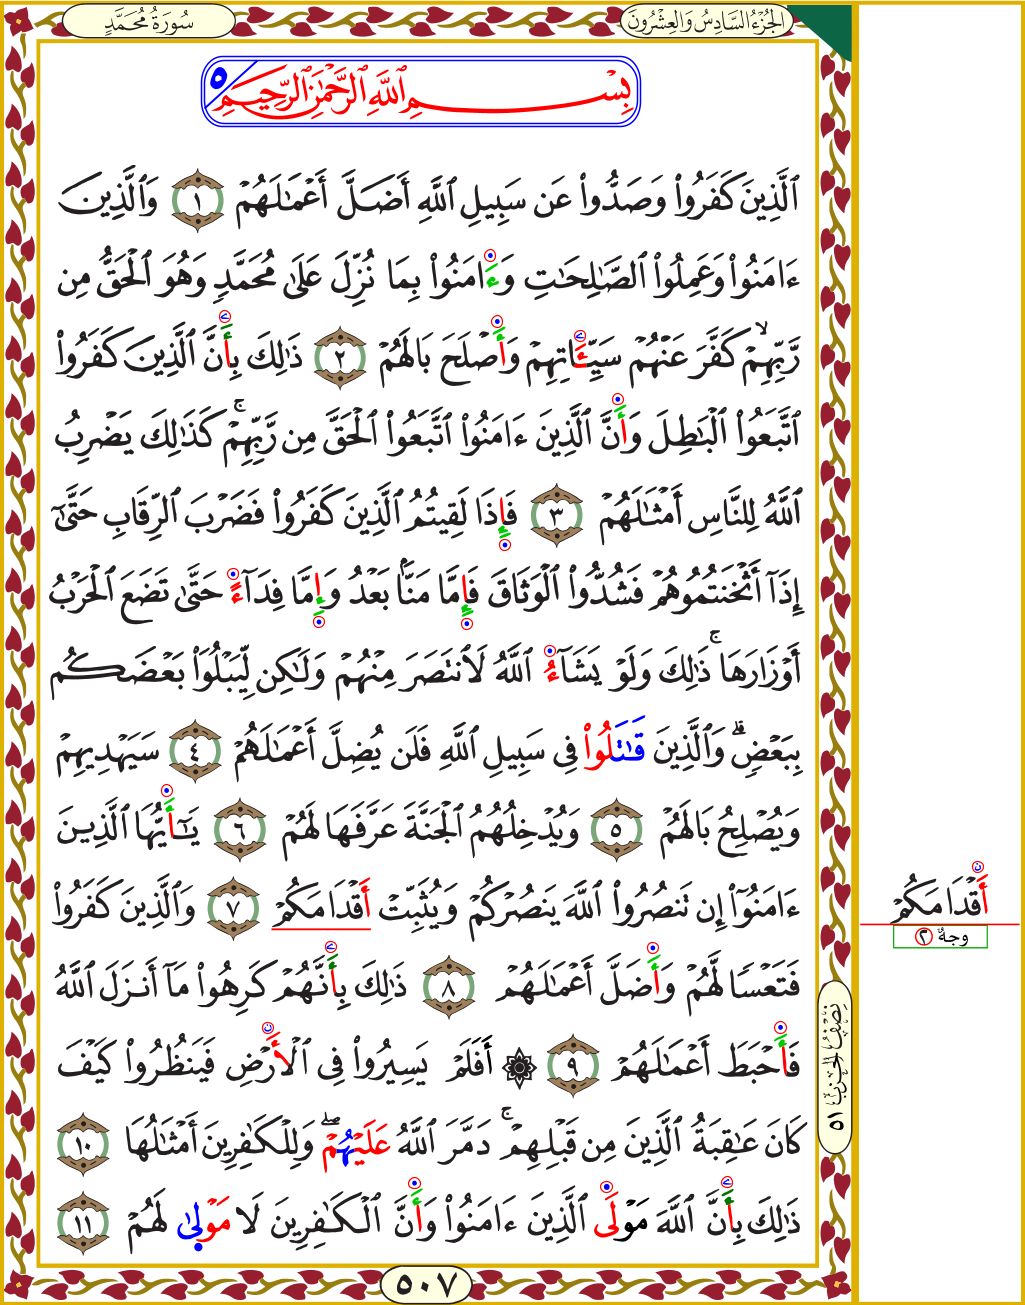 سُورَةُ مُحَمَّدٍ
الجُزْءُ السَّادِسُ وَالعِشْرُونَ
بِسْمِ ٱللَّهِ ٱلرَّحْمَٰنِ ٱلرَّحِيمِ ٥
ٱلَّذِينَ كَفَرُوا۟ وَصَدُّوا۟ عَن سَبِيلِ ٱللَّهِ أَضَلَّ أَعْمَٰلَهُمْ ١ وَٱلَّذِينَ
ءَامَنُوا۟ وَعَمِلُوا۟ ٱلصَّٰلِحَٰتِ وَءَامَنُوا۟ بِمَا نُزِّلَ عَلَىٰ مُحَمَّدٍ وَهُوَ ٱلْحَقُّ مِن
رَّبِّهِمْ ۙ كَفَّرَ عَنْهُمْ سَيِّـَٔاتِهِمْ وَأَصْلَحَ بَالَهُمْ ٢ ذَٰلِكَ بِأَنَّ ٱلَّذِينَ كَفَرُوا۟
ٱتَّبَعُوا۟ ٱلْبَٰطِلَ وَأَنَّ ٱلَّذِينَ ءَامَنُوا۟ ٱتَّبَعُوا۟ ٱلْحَقَّ مِن رَّبِّهِمْ ۚ كَذَٰلِكَ يَضْرِبُ
ٱللَّهُ لِلنَّاسِ أَمْثَٰلَهُمْ ٣ فَإِذَا لَقِيتُمُ ٱلَّذِينَ كَفَرُوا۟ فَضَرْبَ ٱلرِّقَابِ حَتَّىٰٓ
إِذَآ أَثْخَنتُمُوهُمْ فَشُدُّوا۟ ٱلْوَثَاقَ فَإِمَّا مَنًّۢا بَعْدُ وَإِمَّا فِدَآءً حَتَّىٰ تَضَعَ ٱلْحَرْبُ
أَوْزَارَهَا ۚ ذَٰلِكَ وَلَوْ يَشَآءُ ٱللَّهُ لَٱنتَصَرَ مِنْهُمْ وَلَٰكِن لِّيَبْلُوَا۟ بَعْضَكُم
بِبَعْضٍ ۗ وَٱلَّذِينَ قَٰتَلُوا۟ فِى سَبِيلِ ٱللَّهِ فَلَن يُضِلَّ أَعْمَٰلَهُمْ ٤ سَيَهْدِيهِمْ
وَيُصْلِحُ بَالَهُمْ ٥ وَيُدْخِلُهُمُ ٱلْجَنَّةَ عَرَّفَهَا لَهُمْ ٦ يَٰٓأَيُّهَا ٱلَّذِينَ
ءَامَنُوٓا۟ إِن تَنصُرُوا۟ ٱللَّهَ يَنصُرْكُمْ وَيُثَبِّتْ أَقْدَامَكُمْ ٧ وَٱلَّذِينَ كَفَرُوا۟
أَقْدَامَكُمْ
وجهٌ ٢
فَتَعْسًا لَّهُمْ وَأَضَلَّ أَعْمَٰلَهُمْ ٨ ذَٰلِكَ بِأَنَّهُمْ كَرِهُوا۟ مَآ أَنزَلَ ٱللَّهُ
فَأَحْبَطَ أَعْمَٰلَهُمْ ٩ ۞ أَفَلَمْ يَسِيرُوا۟ فِى ٱلْأَرْضِ فَيَنظُرُوا۟ كَيْفَ
نِصْفُ الحِزْبِ ٥١
كَانَ عَٰقِبَةُ ٱلَّذِينَ مِن قَبْلِهِمْ ۚ دَمَّرَ ٱللَّهُ عَلَيْهُمْ ۖ وَلِلْكَٰفِرِينَ أَمْثَٰلُهَا ١٠
ذَٰلِكَ بِأَنَّ ٱللَّهَ مَوْلَى ٱلَّذِينَ ءَامَنُوا۟ وَأَنَّ ٱلْكَٰفِرِينَ لَا مَوْلَىٰ لَهُمْ ١١
٥٠٧